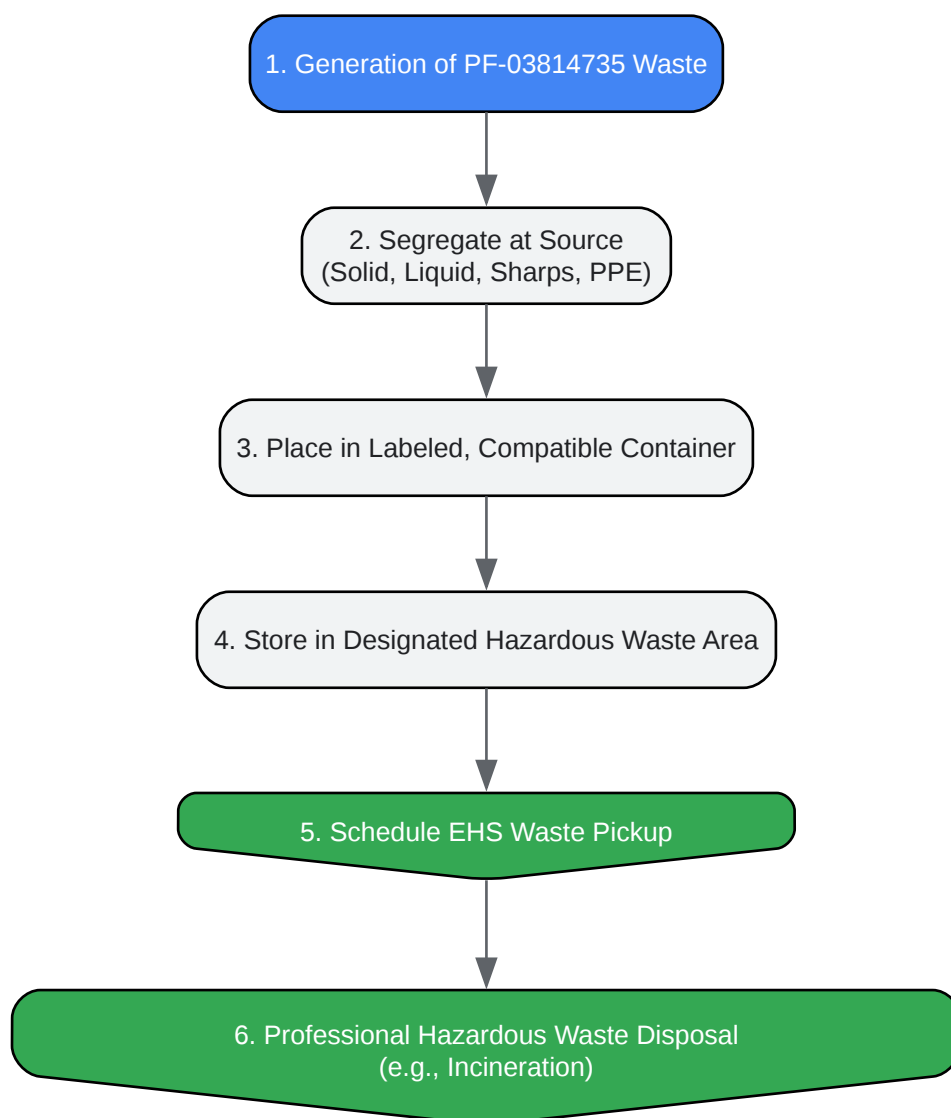 1. Generation of PF-03814735 Waste
2. Segregate at Source
(Solid, Liquid, Sharps, PPE)
3. Place in Labeled, Compatible Container
4. Store in Designated Hazardous Waste Area
5. Schedule EHS Waste Pickup
6. Professional Hazardous Waste Disposal
(e.g., Incineration)